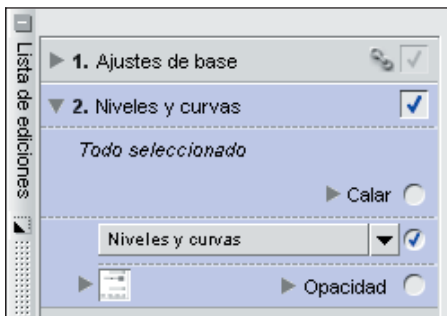 Lista de ediciones
1. Ajustes de base
2. Niveles y curvas
Todo seleccionado
Calar
Niveles y curvas
Opacidad